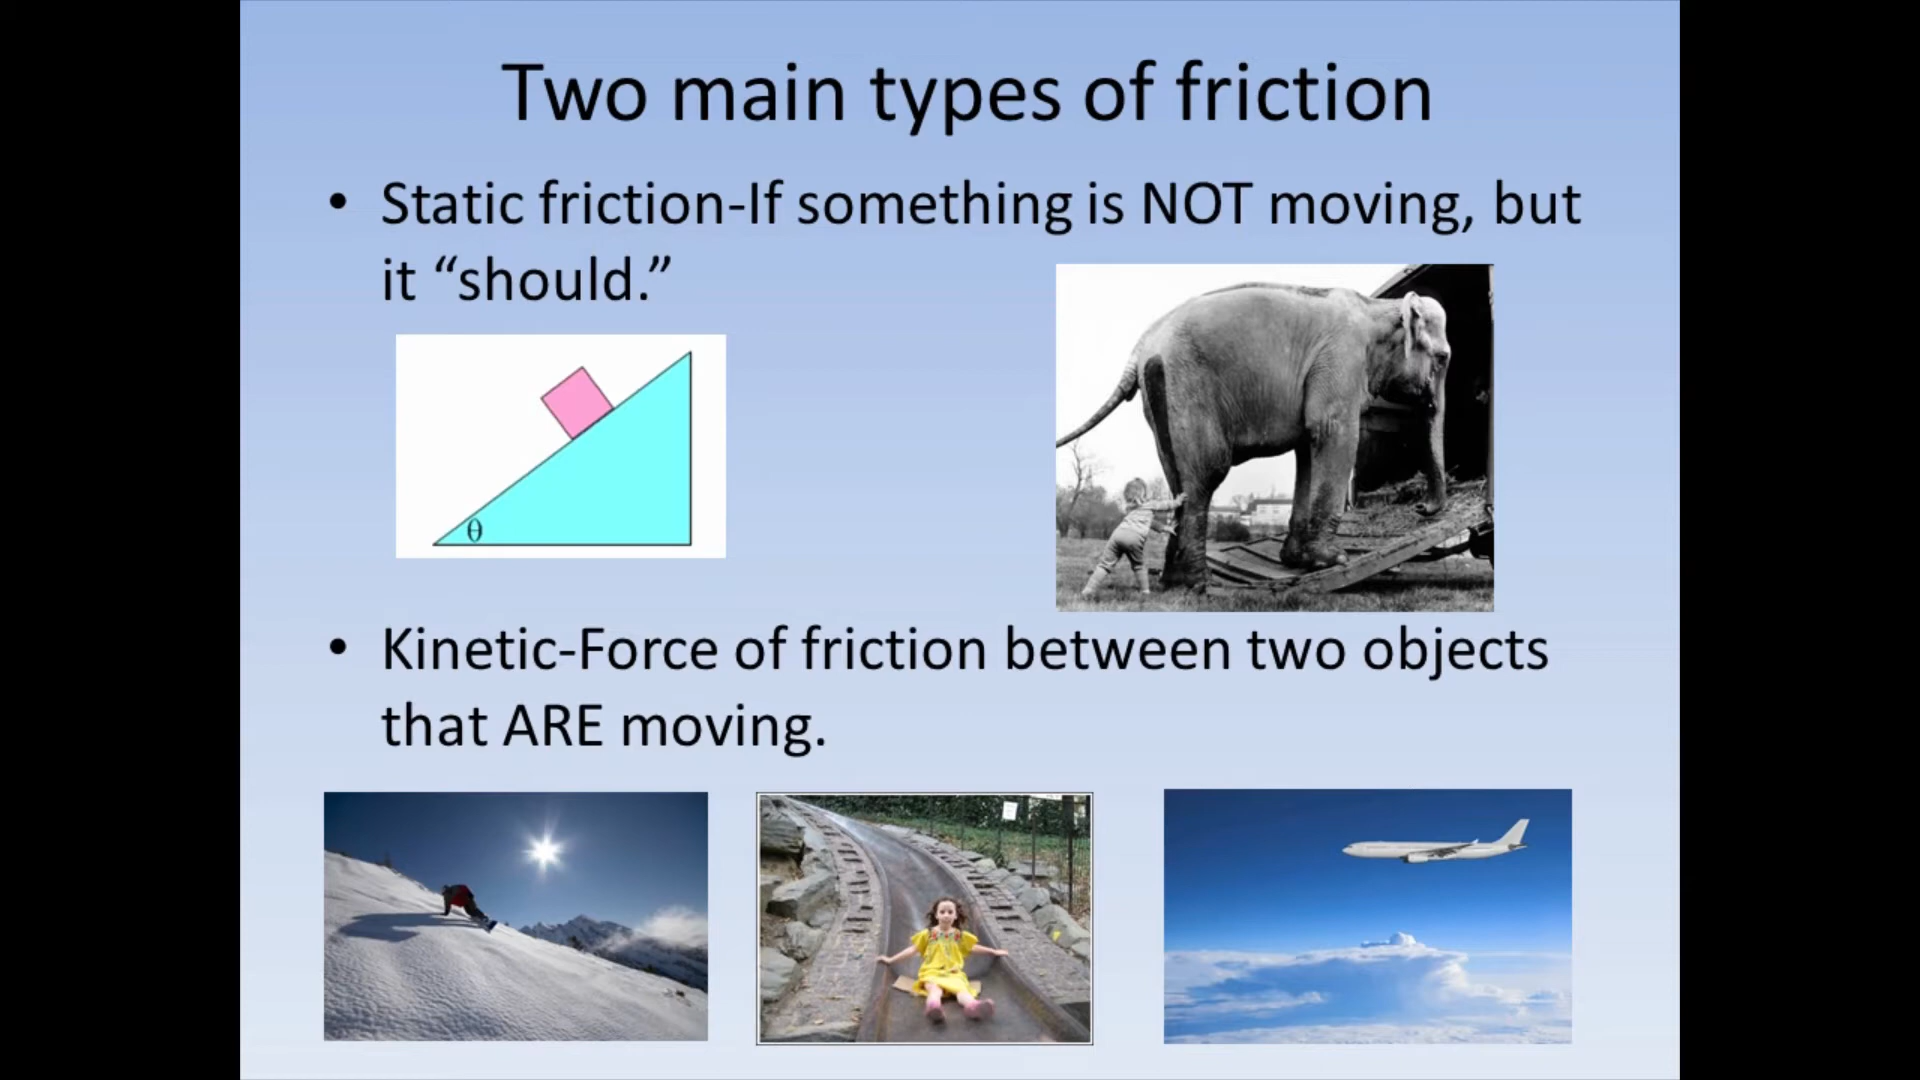 Two main types of friction
• Static friction-If something is NOT moving, but
it “should.”
θ
• Kinetic-Force of friction between two objects
that ARE moving.